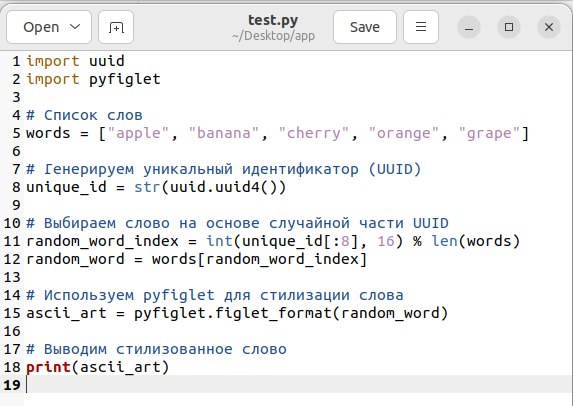 Open
test.py
~/Desktop/app
Save
1 import uuid
2 import pyfiglet
3
4 # Список слов
5 words = ["apple", "banana", "cherry", "orange", "grape"]
6
7 # Генерируем уникальный идентификатор (UUID)
8 unique_id = str(uuid.uuid4())
9
10 # Выбираем слово на основе случайной части UUID
11 random_word_index = int(unique_id[:8], 16) % len(words)
12 random_word = words[random_word_index]
13
14 # Используем pyfiglet для стилизации слова
15 ascii_art = pyfiglet.figlet_format(random_word)
16
17 # Выводим стилизованное слово
18 print(ascii_art)
19